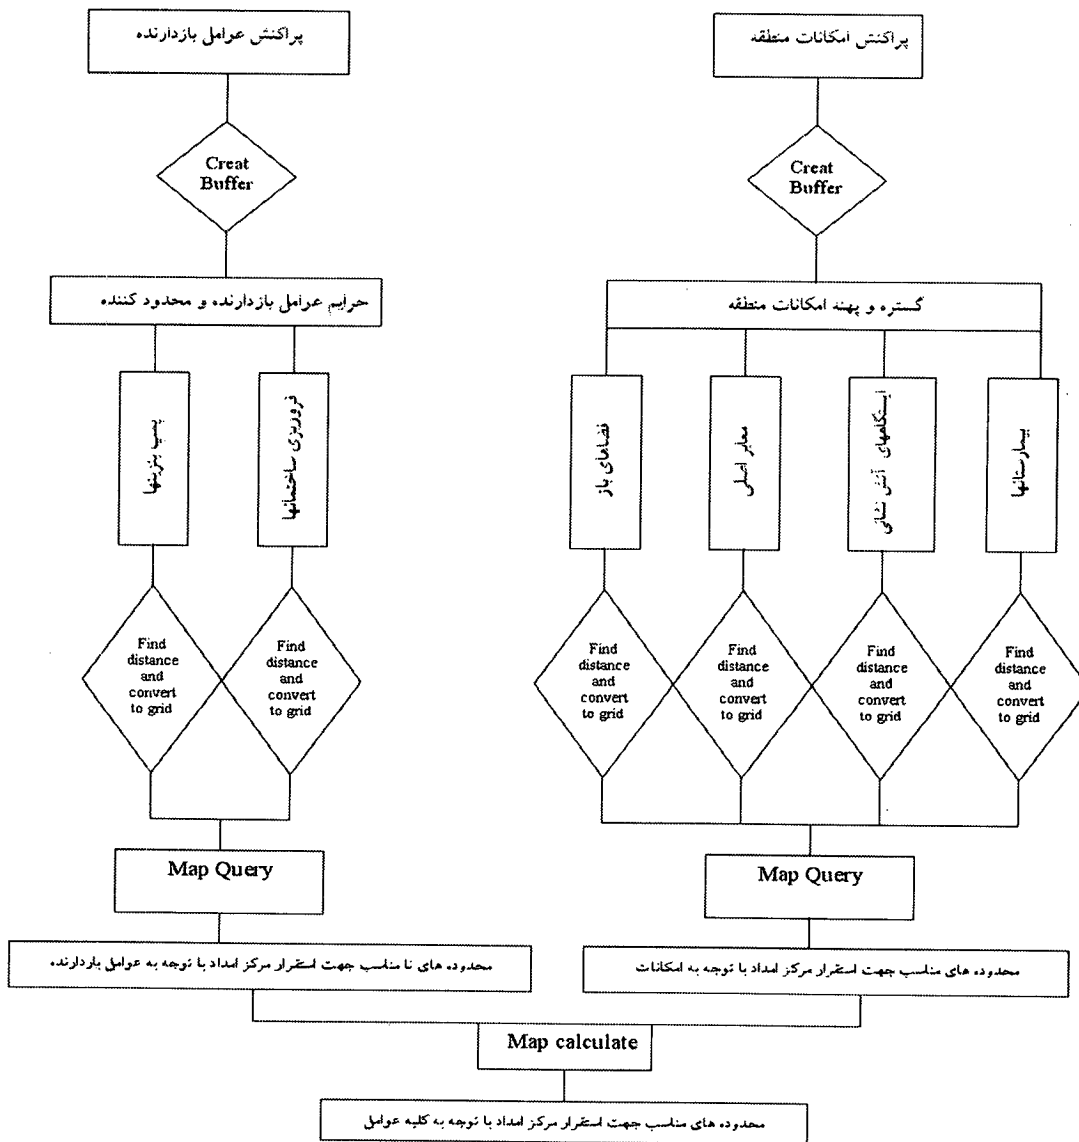 پراکنش امکانات منطقه
پراکنش عوامل بازدارنده
Creat
Buffer
Creat
Buffer
گستره و پهنه امکانات منطقه
حرایم عوامل بازدارنده و محدود کننده
بیمارستانها
ایستگاههای آتش نشانی
معابر اصلی
فضاهای باز
فروریزی ساختمانها
پمپ بنزینها
Find
distance
and
convert
to grid
Find
distance
and
convert
to grid
Find
distance
and
convert
to grid
Find
distance
and
convert
to grid
Find
distance
and
convert
to grid
Find
distance
and
convert
to grid
Map Query
Map Query
محدوده های مناسب جهت استقرار مرکز امداد با توجه به امکانات
محدوده های نا مناسب جهت استقرار مرکز امداد با توجه به عوامل بازدارنده
Map calculate
محدوده های مناسب جهت استقرار مرکز امداد با توجه به کلیه عوامل